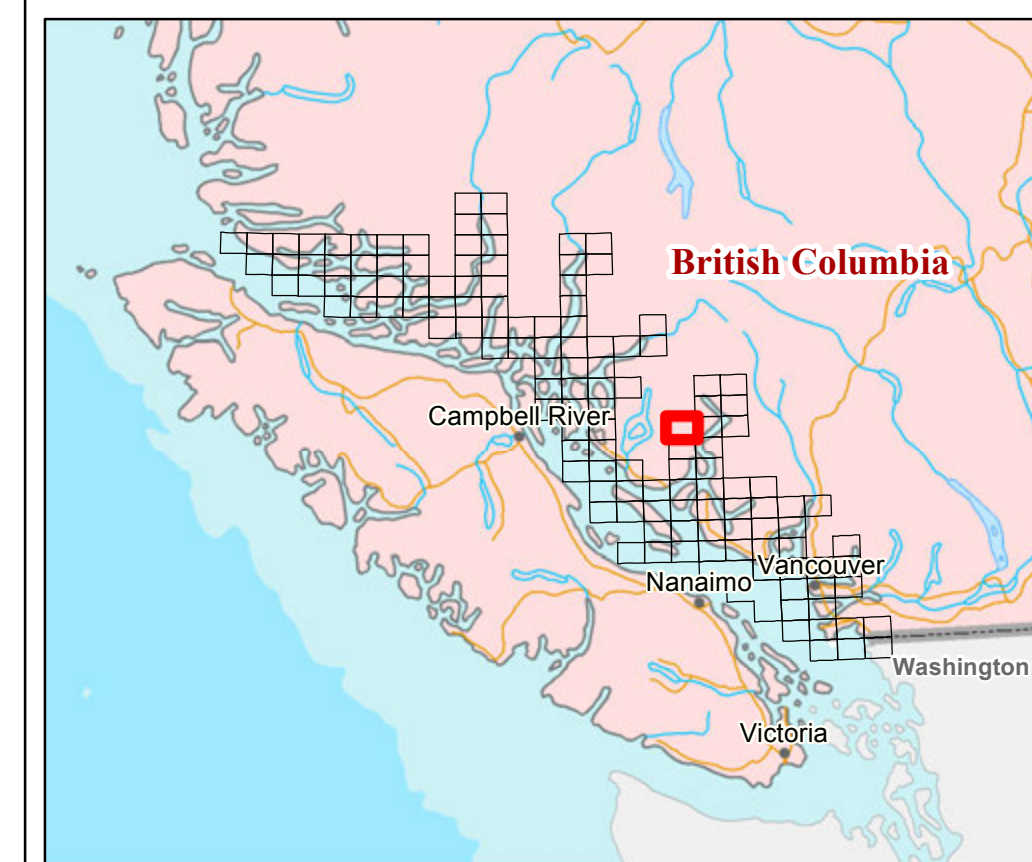 British Columbia
Campbell River
Vancouver
Nanaimo
Washington
Victoria